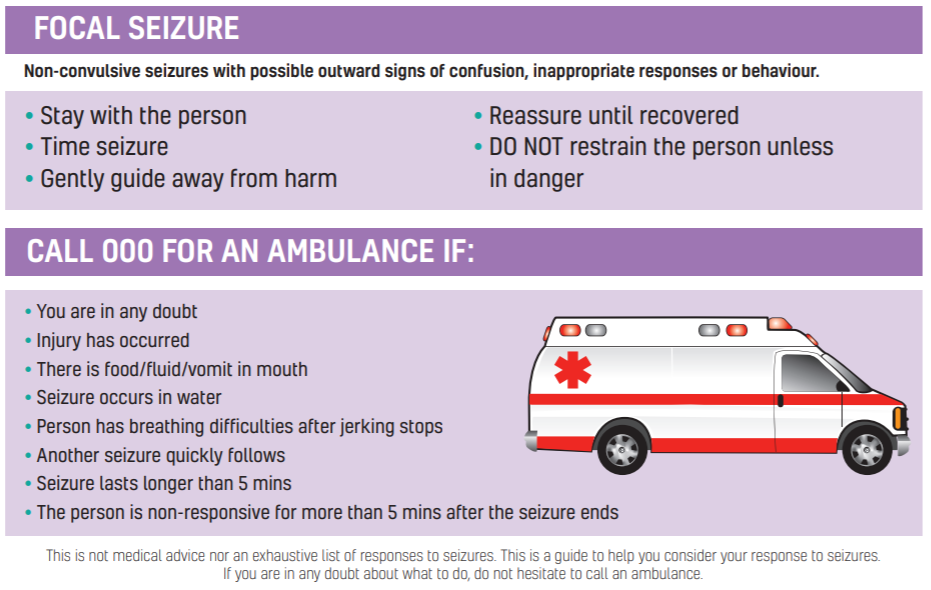 FOCAL SEIZURE
Non-convulsive seizures with possible outward signs of confusion, inappropriate responses or behaviour.
• Stay with the person
• Time seizure
• Gently guide away from harm
• Reassure until recovered
• DO NOT restrain the person unless
in danger
CALL 000 FOR AN AMBULANCE IF:
• You are in any doubt
• Injury has occurred
• There is food/fluid/vomit in mouth
• Seizure occurs in water
• Person has breathing difficulties after jerking stops
• Another seizure quickly follows
• Seizure lasts longer than 5 mins
• The person is non-responsive for more than 5 mins after the seizure ends
This is not medical advice nor an exhaustive list of responses to seizures. This is a guide to help you consider your response to seizures.
If you are in any doubt about what to do, do not hesitate to call an ambulance.